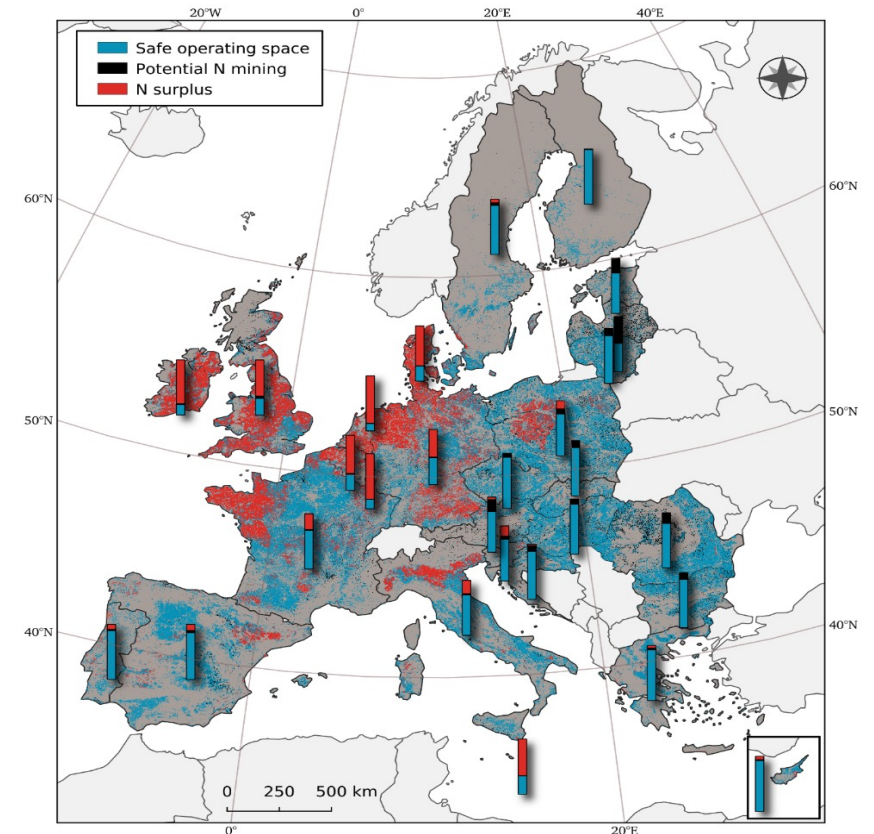 20°W 0° 20°E 40°E
Safe operating space
Potential N mining
N surplus
60°N 60°N
50°N 50°N
40°N 40°N
0 250 500 km
0° 20°E